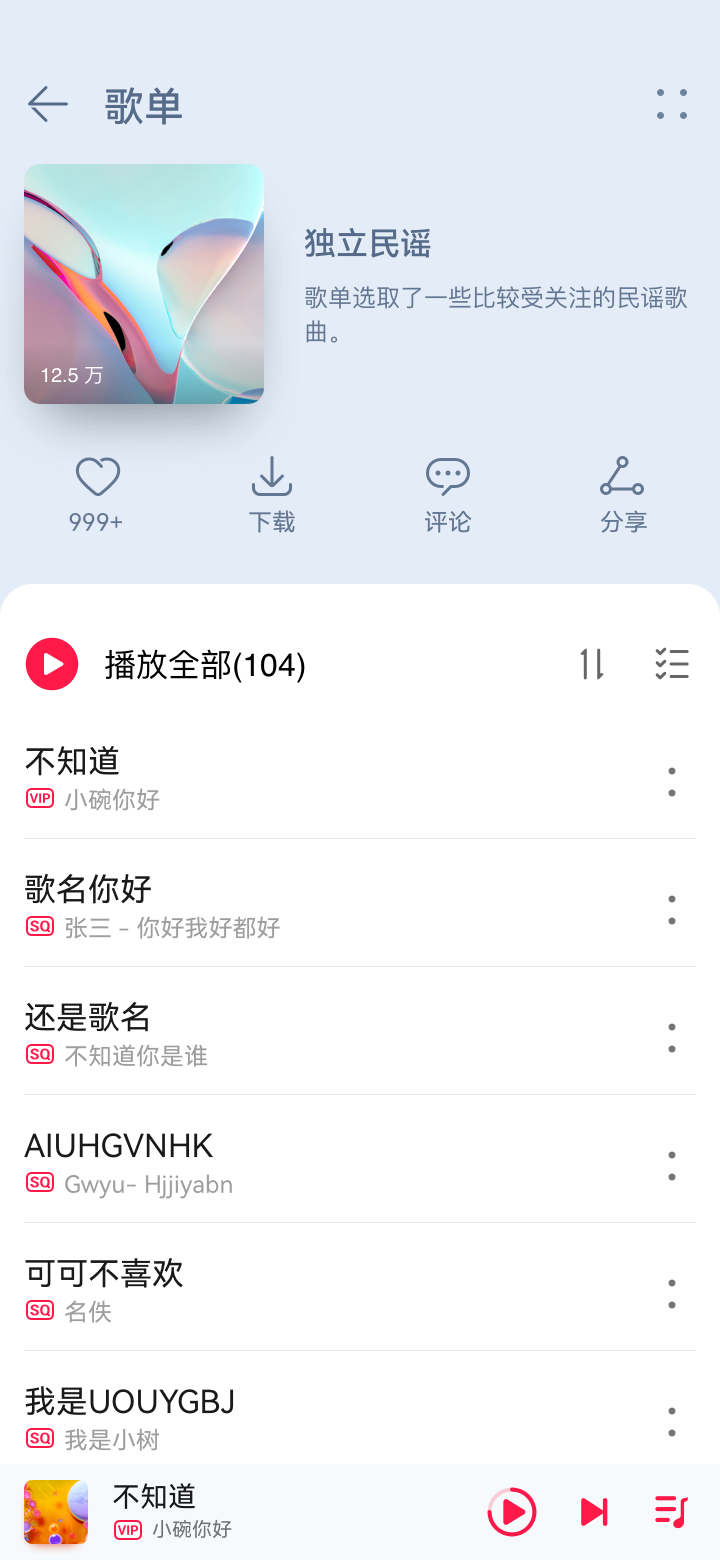 歌单
独立民谣
歌单选取了一些比较受关注的民谣歌
曲。
12.5 万
999+
下载
评论
分享
播放全部(104)
不知道
VIP 小碗你好
歌名你好
SQ 张三 - 你好我好都好
还是歌名
SQ 不知道你是谁
AIUHGVNHK
SQ Gwyu- Hjjiyabn
可可不喜欢
SQ 名佚
我是UOUYGBJ
SQ 我是小树
不知道
VIP 小碗你好